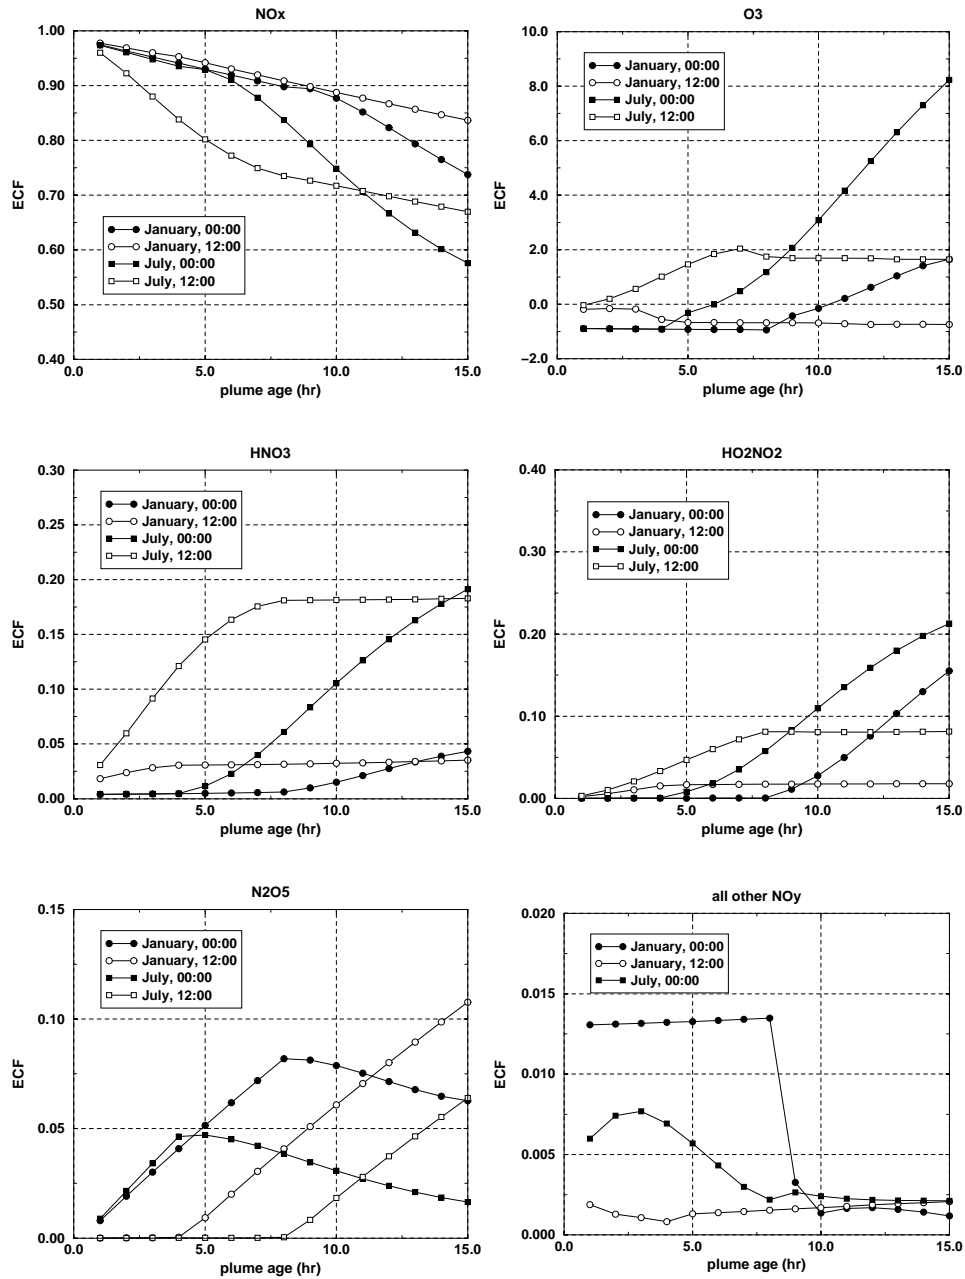 NOx
1.00
0.90
0.80
0.70
0.60
0.50
0.40
ECF
January, 00:00
January, 12:00
July, 00:00
July, 12:00
0.0 5.0 10.0 15.0
plume age (hr)
O3
10.0
8.0
6.0
4.0
2.0
0.0
−2.0
ECF
January, 00:00
January, 12:00
July, 00:00
July, 12:00
0.0 5.0 10.0 15.0
plume age (hr)
HNO3
0.30
0.25
0.20
0.15
0.10
0.05
0.00
ECF
January, 00:00
January, 12:00
July, 00:00
July, 12:00
0.0 5.0 10.0 15.0
plume age (hr)
HO2NO2
0.40
0.30
0.20
0.10
0.00
ECF
January, 00:00
January, 12:00
July, 00:00
July, 12:00
0.0 5.0 10.0 15.0
plume age (hr)
N2O5
0.15
0.10
0.05
0.00
ECF
January, 00:00
January, 12:00
July, 00:00
July, 12:00
0.0 5.0 10.0 15.0
plume age (hr)
all other NOy
0.020
0.015
0.010
0.005
0.000
ECF
January, 00:00
January, 12:00
July, 00:00
0.0 5.0 10.0 15.0
plume age (hr)